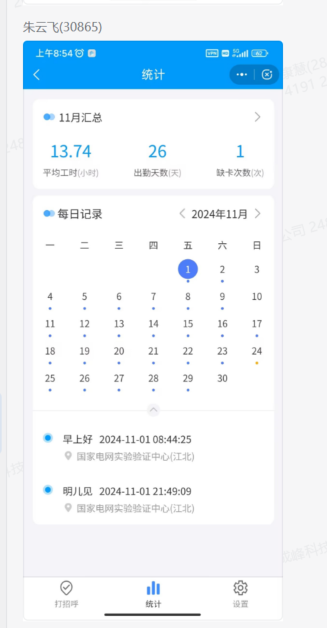 朱云飞(30865)
上午8:54
统计
11月汇总
13.74 26 1
平均工时(小时) 出勤天数(天) 缺卡次数(次)
每日记录 2024年11月
一 二 三 四 五 六 日
1 2 3
4 5 6 7 8 9 10
11 12 13 14 15 16 17
18 19 20 21 22 23 24
25 26 27 28 29 30
早上好 2024-11-01 08:44:25
国家电网实验验证中心(江北)
明儿见 2024-11-01 21:49:09
国家电网实验验证中心(江北)
打招呼 统计 设置